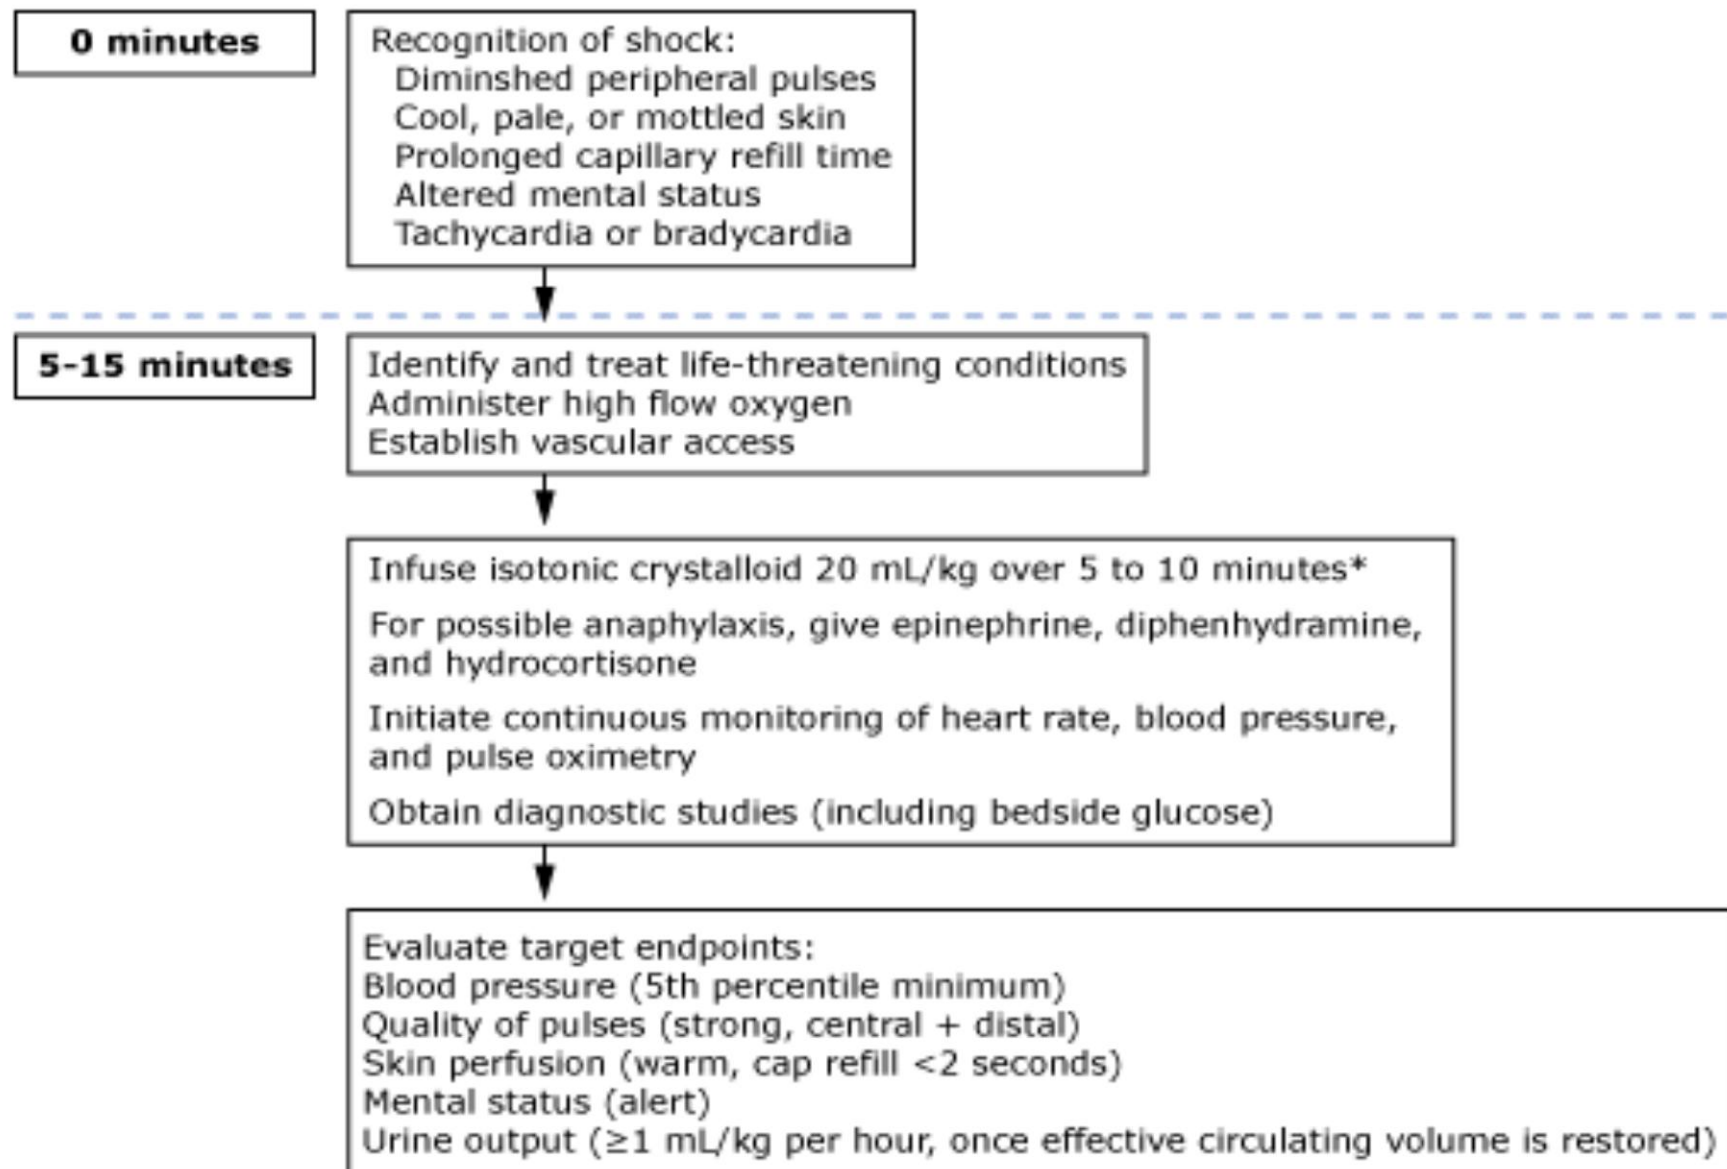 0 minutes
Recognition of shock:
Diminshed peripheral pulses
Cool, pale, or mottled skin
Prolonged capillary refill time
Altered mental status
Tachycardia or bradycardia
5-15 minutes
Identify and treat life-threatening conditions
Administer high flow oxygen
Establish vascular access
Infuse isotonic crystalloid 20 mL/kg over 5 to 10 minutes*
For possible anaphylaxis, give epinephrine, diphenhydramine,
and hydrocortisone
Initiate continuous monitoring of heart rate, blood pressure,
and pulse oximetry
Obtain diagnostic studies (including bedside glucose)
Evaluate target endpoints:
Blood pressure (5th percentile minimum)
Quality of pulses (strong, central + distal)
Skin perfusion (warm, cap refill <2 seconds)
Mental status (alert)
Urine output (≥1 mL/kg per hour, once effective circulating volume is restored)